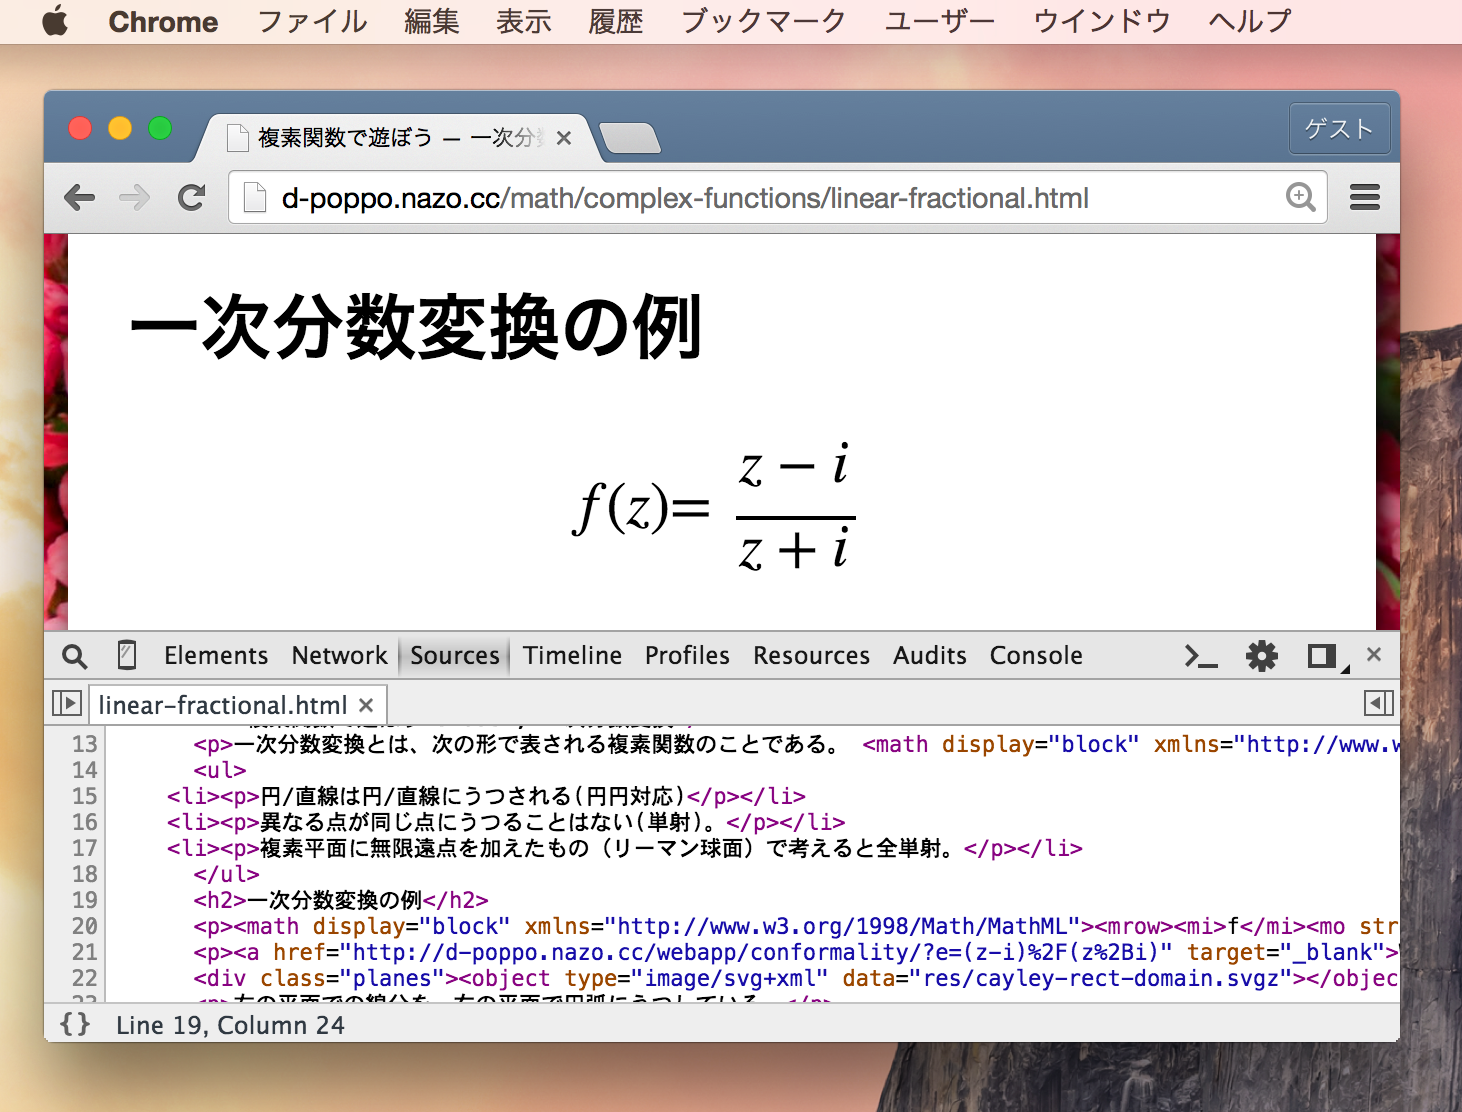 Chrome ファイル 編集 表示 履歴 ブックマーク ユーザー ウインドウ ヘルプ
複素関数で遊ぼう — 一次分
ゲスト
d-poppo.nazo.cc/math/complex-functions/linear-fractional.html
一次分数変換の例
f(z)= z − i
z + i
Elements Network Sources Timeline Profiles Resources Audits Console
linear-fractional.html
13 <p>一次分数変換とは、次の形で表される複素関数のことである。 <math display="block" xmlns="http://www.w
14 <ul>
15 <li><p>円/直線は円/直線にうつされる(円円対応)</p></li>
16 <li><p>異なる点が同じ点にうつることはない(単射)。</p></li>
17 <li><p>複素平面に無限遠点を加えたもの（リーマン球面）で考えると全単射。</p></li>
18 </ul>
19 <h2>一次分数変換の例</h2>
20 <p><math display="block" xmlns="http://www.w3.org/1998/Math/MathML"><mrow><mi>f</mi><mo str
21 <p><a href="http://d-poppo.nazo.cc/webapp/conformality/?e=(z-i)%2F(z%2Bi)" target="_blank">
22 <div class="planes"><object type="image/svg+xml" data="res/cayley-rect-domain.svgz"></objec
{} Line 19, Column 24